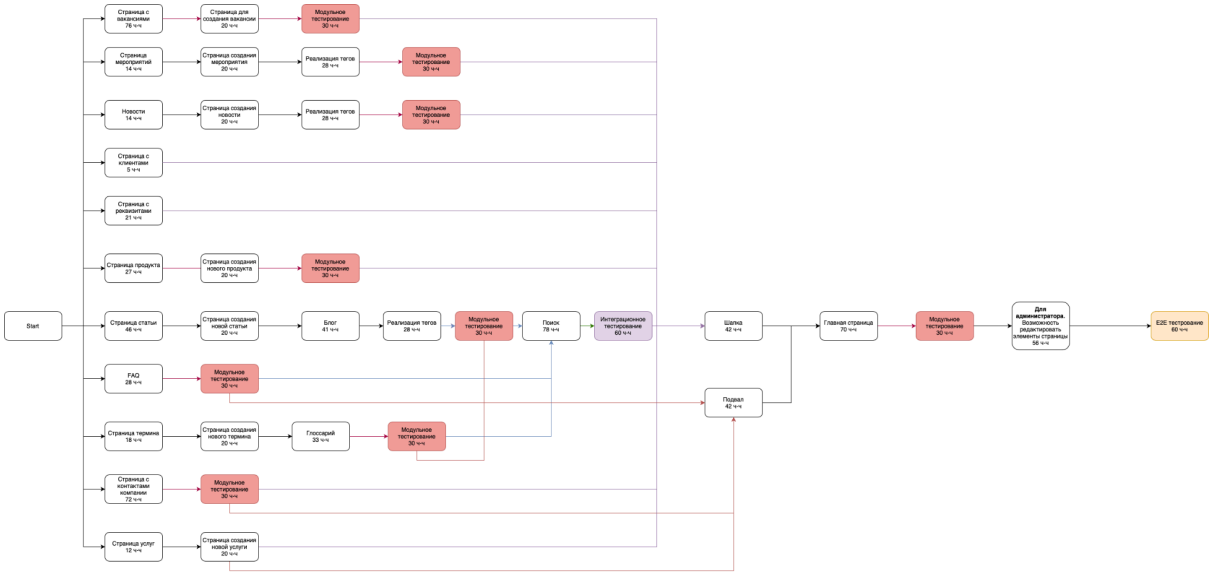 Страница с
вакансиями
76 ч-ч
Страница для
создания вакансии
20 ч-ч
Модульное
тестирование
30 ч-ч
Страница
мероприятий
14 ч-ч
Страница создания
мероприятия
20 ч-ч
Реализация тегов
28 ч-ч
Модульное
тестирование
30 ч-ч
Новости
14 ч-ч
Страница создания
новости
20 ч-ч
Реализация тегов
28 ч-ч
Модульное
тестирование
30 ч-ч
Страница с
клиентами
5 ч-ч
Страница с
реквизитами
21 ч-ч
Страница продукта
27 ч-ч
Страница создания
нового продукта
20 ч-ч
Модульное
тестирование
30 ч-ч
Start
Страница статьи
46 ч-ч
Страница создания
новой статьи
20 ч-ч
Блог
41 ч-ч
Реализация тегов
28 ч-ч
Модульное
тестирование
30 ч-ч
Поиск
78 ч-ч
Интеграционное
тестирование
60 ч-ч
Шапка
42 ч-ч
Главная страница
70 ч-ч
Модульное
тестирование
30 ч-ч
Для
администратора.
Возможность
редактировать
элементы страницы
56 ч-ч
E2E тестрование
60 ч-ч
FAQ
28 ч-ч
Модульное
тестирование
30 ч-ч
Подвал
42 ч-ч
Страница термина
18 ч-ч
Страница создания
нового термина
20 ч-ч
Глоссарий
33 ч-ч
Модульное
тестирование
30 ч-ч
Страница с
контактами
компании
72 ч-ч
Модульное
тестирование
30 ч-ч
Страница услуг
12 ч-ч
Страница создания
новой услуги
20 ч-ч